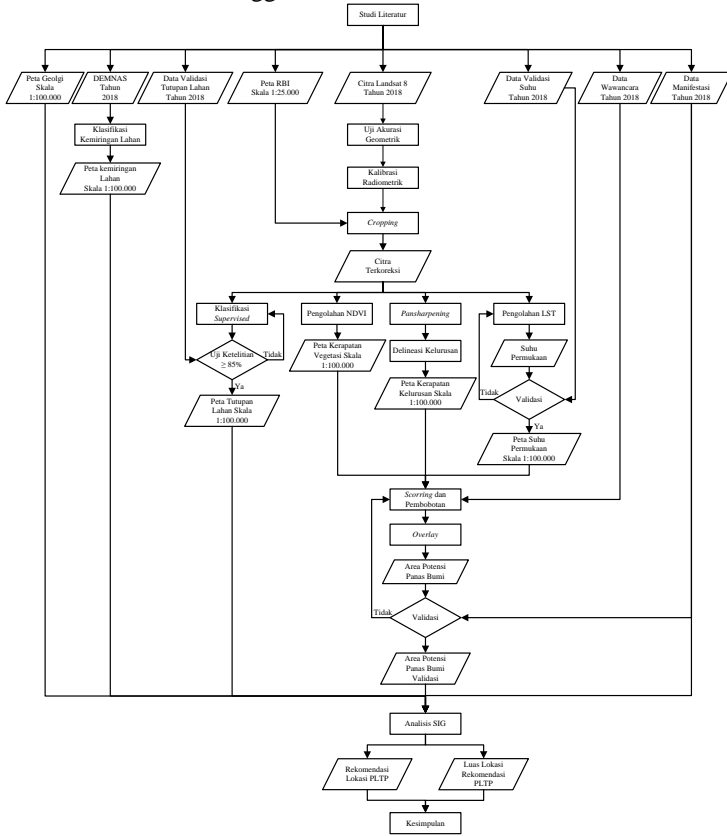 Studi Literatur
Peta Geolgi
Skala
1:100.000
DEMNAS
Tahun
2018
Data Validasi
Tutupan Lahan
Tahun 2018
Peta RBI
Skala 1:25.000
Citra Landsat 8
Tahun 2018
Data Validasi
Suhu
Tahun 2018
Data
Wawancara
Tahun 2018
Data
Manifestasi
Tahun 2018
Klasifikasi
Kemiringan Lahan
Uji Akurasi
Geometrik
Peta kemiringan
Lahan
Skala 1:100.000
Kalibrasi
Radiometrik
Cropping
Citra
Terkoreksi
Klasifikasi
Supervised
Pengolahan NDVI
Pansharpening
Pengolahan LST
Uji Ketelitian
≥ 85%
Tidak
Ya
Peta Kerapatan
Vegetasi Skala
1:100.000
Delineasi Kelurusan
Suhu
Permukaan
Peta Kerapatan
Kelurusan Skala
1:100.000
Tidak
Validasi
Ya
Peta Tutupan
Lahan Skala
1:100.000
Peta Suhu
Permukaan
Skala 1:100.000
Scorring dan
Pembobotan
Overlay
Area Potensi
Panas Bumi
Tidak
Validasi
Area Potensi
Panas Bumi
Validasi
Analisis SIG
Rekomendasi
Lokasi PLTP
Luas Lokasi
Rekomendasi
PLTP
Kesimpulan